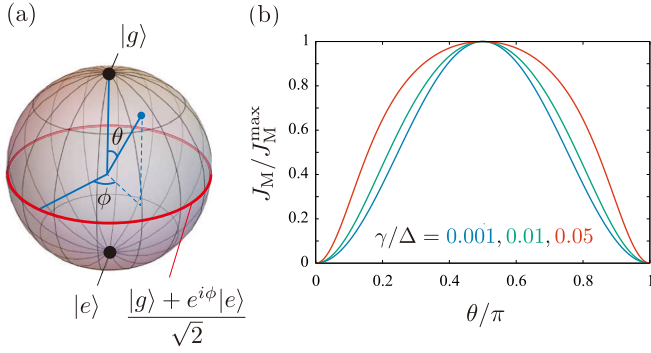 (a)
|g⟩
θ
ϕ
|e⟩
|g⟩ + e^{iϕ}|e⟩
√2
(b)
J_M/J_M^max
1
0.8
0.6
0.4
0.2
0
γ/Δ = 0.001, 0.01, 0.05
0 0.2 0.4 0.6 0.8 1
θ/π